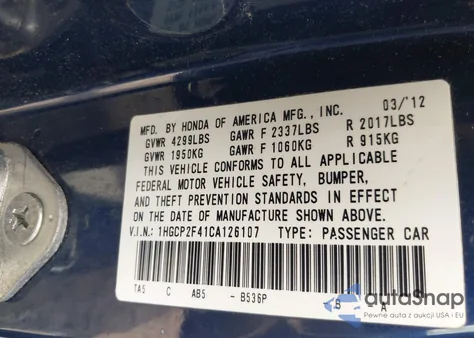 MFD. BY HONDA OF AMERICA MFG., INC. 03/'12
GVWR 4299LBS GAWR F 2337LBS R 2017LBS
GVWR 1950KG GAWR F 1060KG R 915KG
THIS VEHICLE CONFORMS TO ALL APPLICABLE
FEDERAL MOTOR VEHICLE SAFETY, BUMPER,
AND THEFT PREVENTION STANDARDS IN EFFECT
ON THE DATE OF MANUFACTURE SHOWN ABOVE.
V.I.N: 1HGCP2F41CA126107 TYPE: PASSENGER CAR
TA5 C AB5 - B536P B A
autoSnap
Pewne auta z USA i EU